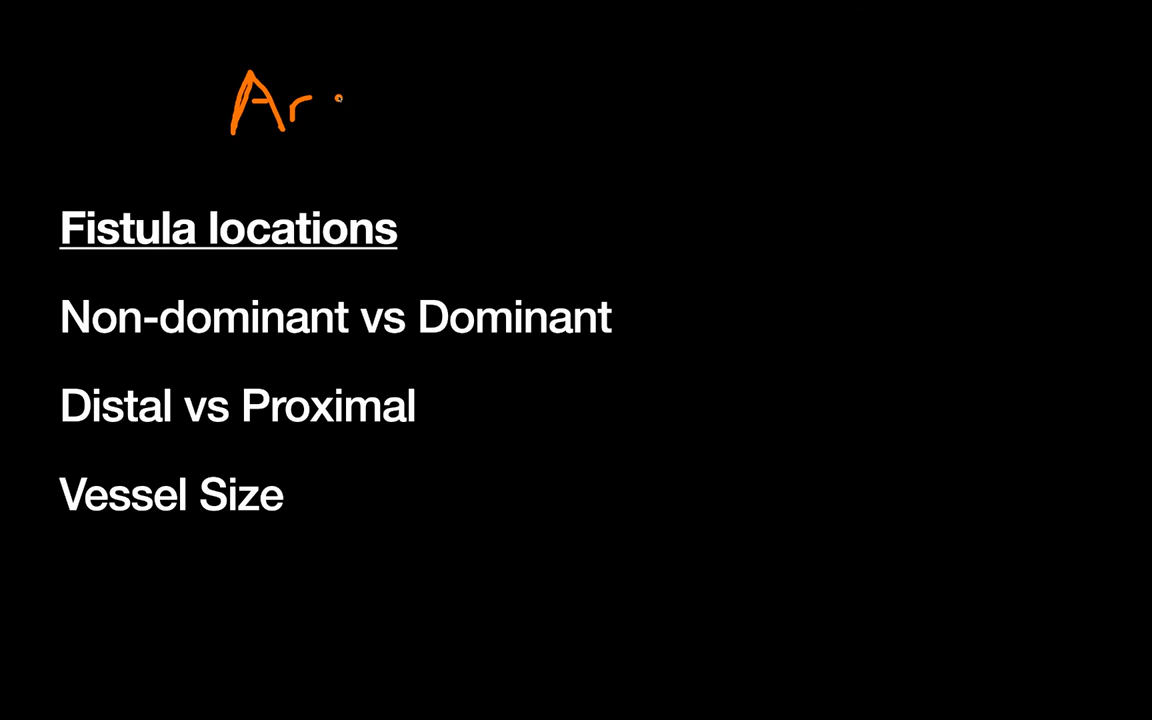 Ar
Fistula locations
Non-dominant vs Dominant
Distal vs Proximal
Vessel Size